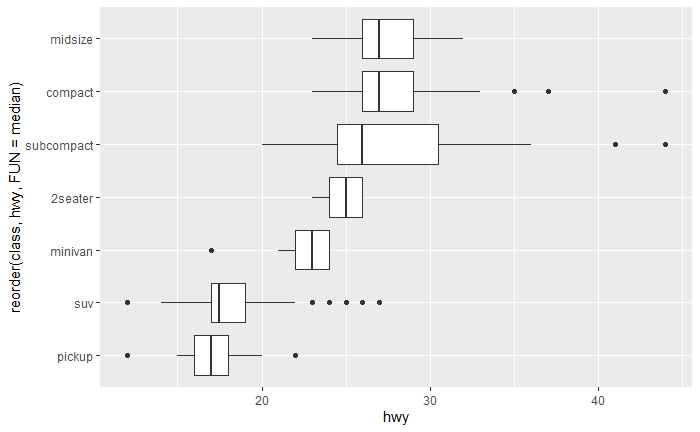 midsize
compact
subcompact
2seater
minivan
suv
pickup
20 30 40
hwy
reorder(class, hwy, FUN = median)